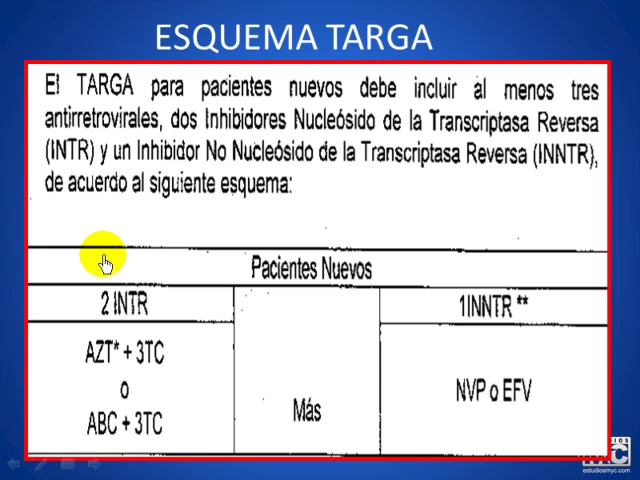 ESQUEMA TARGA
El TARGA para pacientes nuevos debe incluir al menos tres
antirretrovirales, dos Inhibidores Nucleósido de la Transcriptasa Reversa
(INTR) y un Inhibidor No Nucleósido de la Transcriptasa Reversa (INNTR),
de acuerdo al siguiente esquema:
Pacientes Nuevos
2 INTR
1INNTR **
AZT* + 3TC
o
ABC + 3TC
Más
NVP o EFV
estudiosmyc.com